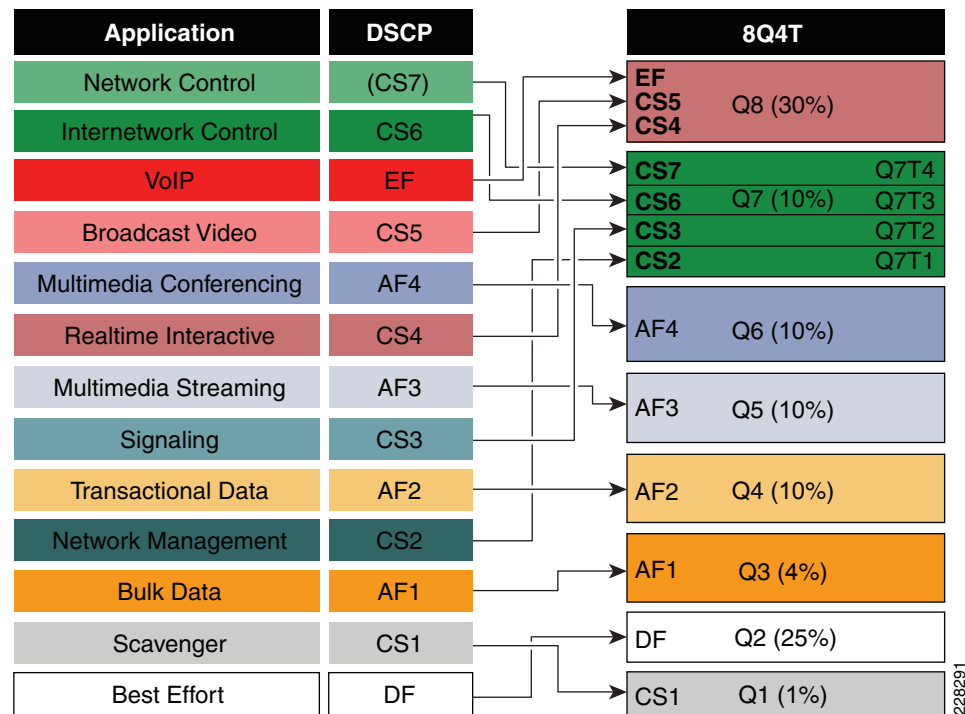 Application DSCP 8Q4T
Network Control (CS7)
Internetwork Control CS6
VoIP EF
Broadcast Video CS5
Multimedia Conferencing AF4
Realtime Interactive CS4
Multimedia Streaming AF3
Signaling CS3
Transactional Data AF2
Network Management CS2
Bulk Data AF1
Scavenger CS1
Best Effort DF
EF
CS5 Q8 (30%)
CS4
CS7 Q7T4
CS6 Q7 (10%) Q7T3
CS3 Q7T2
CS2 Q7T1
AF4 Q6 (10%)
AF3 Q5 (10%)
AF2 Q4 (10%)
AF1 Q3 (4%)
DF Q2 (25%)
CS1 Q1 (1%)
228291